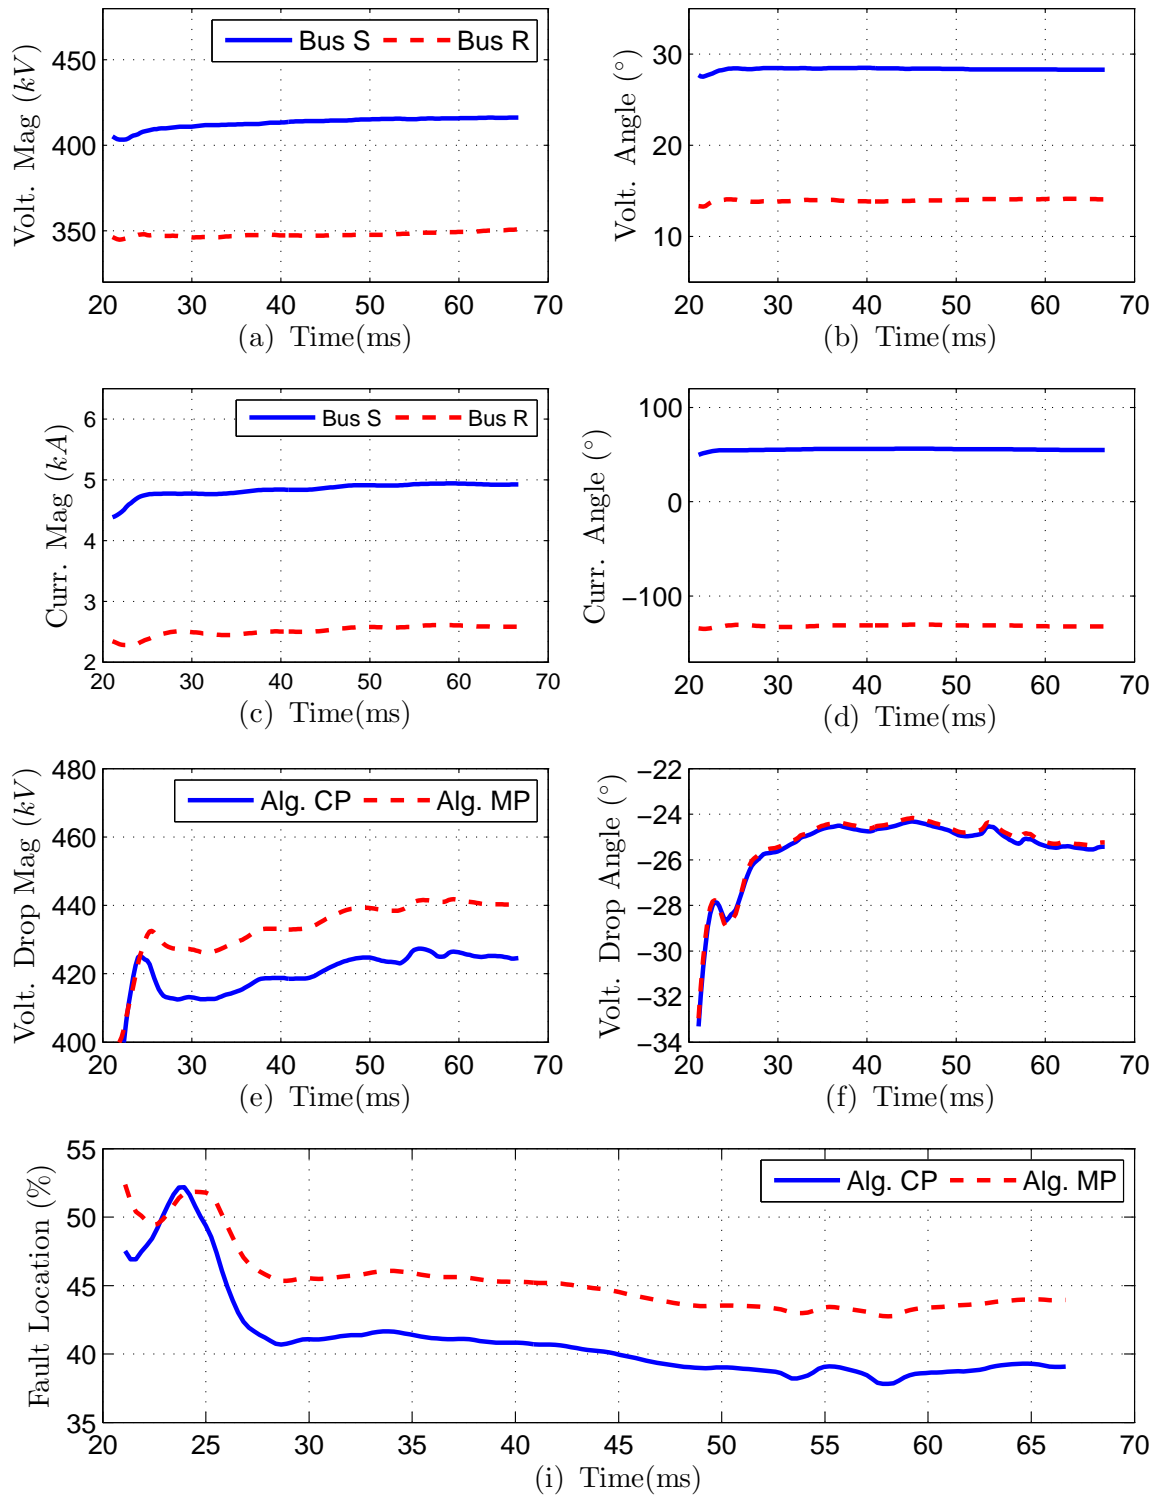 Volt. Mag (kV)
450
400
350
Bus S Bus R
20 30 40 50 60 70
(a) Time(ms)
Volt. Angle (°)
30
20
10
20 30 40 50 60 70
(b) Time(ms)
Curr. Mag (kA)
6
5
4
3
2
Bus S Bus R
20 30 40 50 60 70
(c) Time(ms)
Curr. Angle (°)
100
0
−100
20 30 40 50 60 70
(d) Time(ms)
Volt. Drop Mag (kV)
480
460
440
420
400
Alg. CP Alg. MP
20 30 40 50 60 70
(e) Time(ms)
Volt. Drop Angle (°)
−22
−24
−26
−28
−30
−32
−34
20 30 40 50 60 70
(f) Time(ms)
Fault Location (%)
55
50
45
40
35
Alg. CP Alg. MP
20 25 30 35 40 45 50 55 60 65 70
(i) Time(ms)